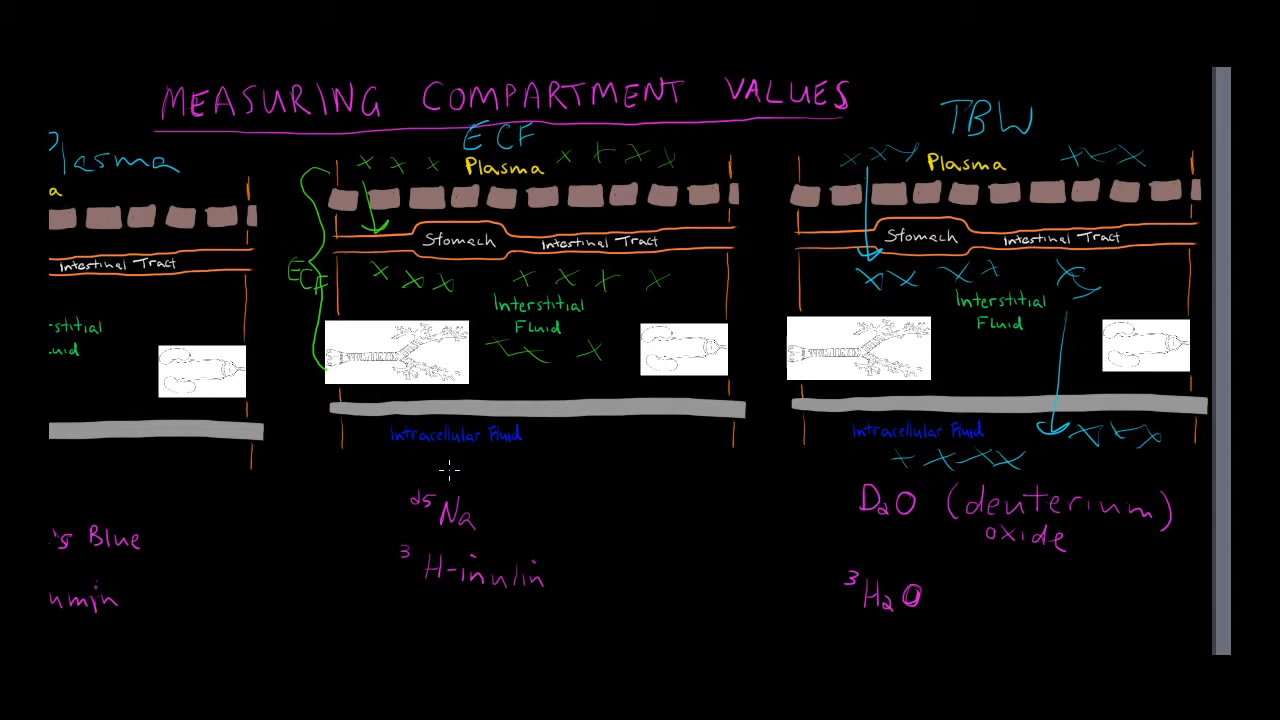 MEASURING COMPARTMENT VALUES
Plasma
a
Intestinal Tract
stitial
uid
's Blue
umin
ECF
Plasma
Stomach
Intestinal Tract
ECF
Interstitial
Fluid
Intracellular Fluid
25Na
3H-inulin
TBW
Plasma
Stomach
Intestinal Tract
Interstitial
Fluid
Intracellular Fluid
D2O (deuterium)
oxide
3H2O